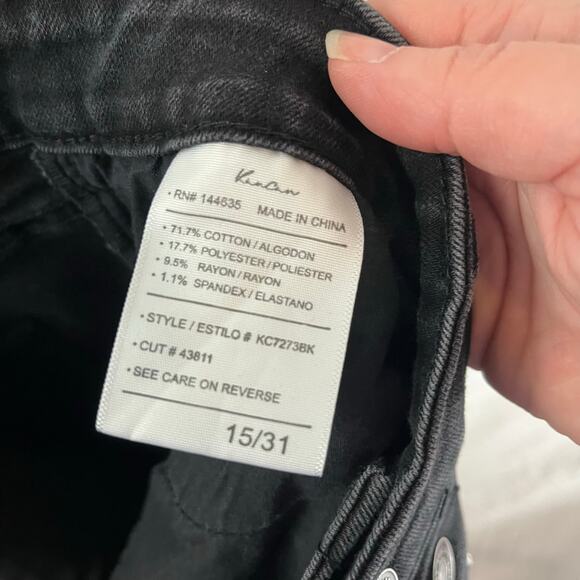 KanCan
• RN# 144635 MADE IN CHINA
• 71.7% COTTON / ALGODON
• 17.7% POLYESTER / POLIESTER
• 9.5% RAYON / RAYON
• 1.1% SPANDEX / ELASTANO
• STYLE / ESTILO # KC7273BK
• CUT # 43811
• SEE CARE ON REVERSE
15/31